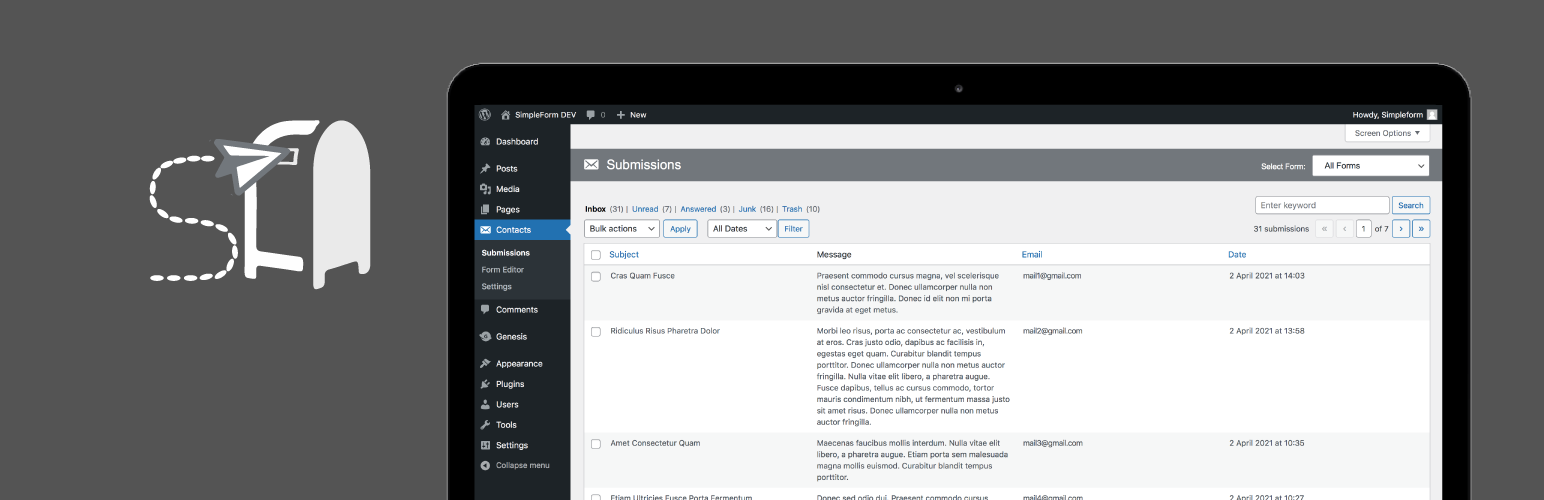 SimpleForm DEV 0 New Howdy, Simpleform
Dashboard
Posts
Media
Pages
Contacts
Submissions
Form Editor
Settings
Comments
Genesis
Appearance
Plugins
Users
Tools
Settings
Collapse menu
Screen Options ▼
Submissions
Select Form: All Forms
Inbox (31) | Unread (7) | Answered (3) | Junk (16) | Trash (10)
Enter keyword Search
Bulk actions Apply All Dates Filter
31 submissions « ‹ 1 of 7 › »
Subject Message Email Date
Cras Quam Fusce
Praesent commodo cursus magna, vel scelerisque
nisl consectetur et. Donec ullamcorper nulla non
metus auctor fringilla. Donec id elit non mi porta
gravida at eget metus.
mail1@gmail.com
2 April 2021 at 14:03
Ridiculus Risus Pharetra Dolor
Morbi leo risus, porta ac consectetur ac, vestibulum
at eros. Cras justo odio, dapibus ac facilisis in,
egestas eget quam. Curabitur blandit tempus
porttitor. Donec ullamcorper nulla non metus auctor
fringilla. Nulla vitae elit libero, a pharetra augue.
Fusce dapibus, tellus ac cursus commodo, tortor
mauris condimentum nibh, ut fermentum massa justo
sit amet risus. Donec ullamcorper nulla non metus
auctor fringilla.
mail2@gmail.com
2 April 2021 at 13:58
Amet Consectetur Quam
Maecenas faucibus mollis interdum. Nulla vitae elit
libero, a pharetra augue. Etiam porta sem malesuada
magna mollis euismod. Curabitur blandit tempus
porttitor.
mail3@gmail.com
2 April 2021 at 10:35
Etiam Ultricies Fusce Porta Fermentum
Donec sed odio dui. Praesent commodo cursus
mail4@gmail.com
2 April 2021 at 10:27